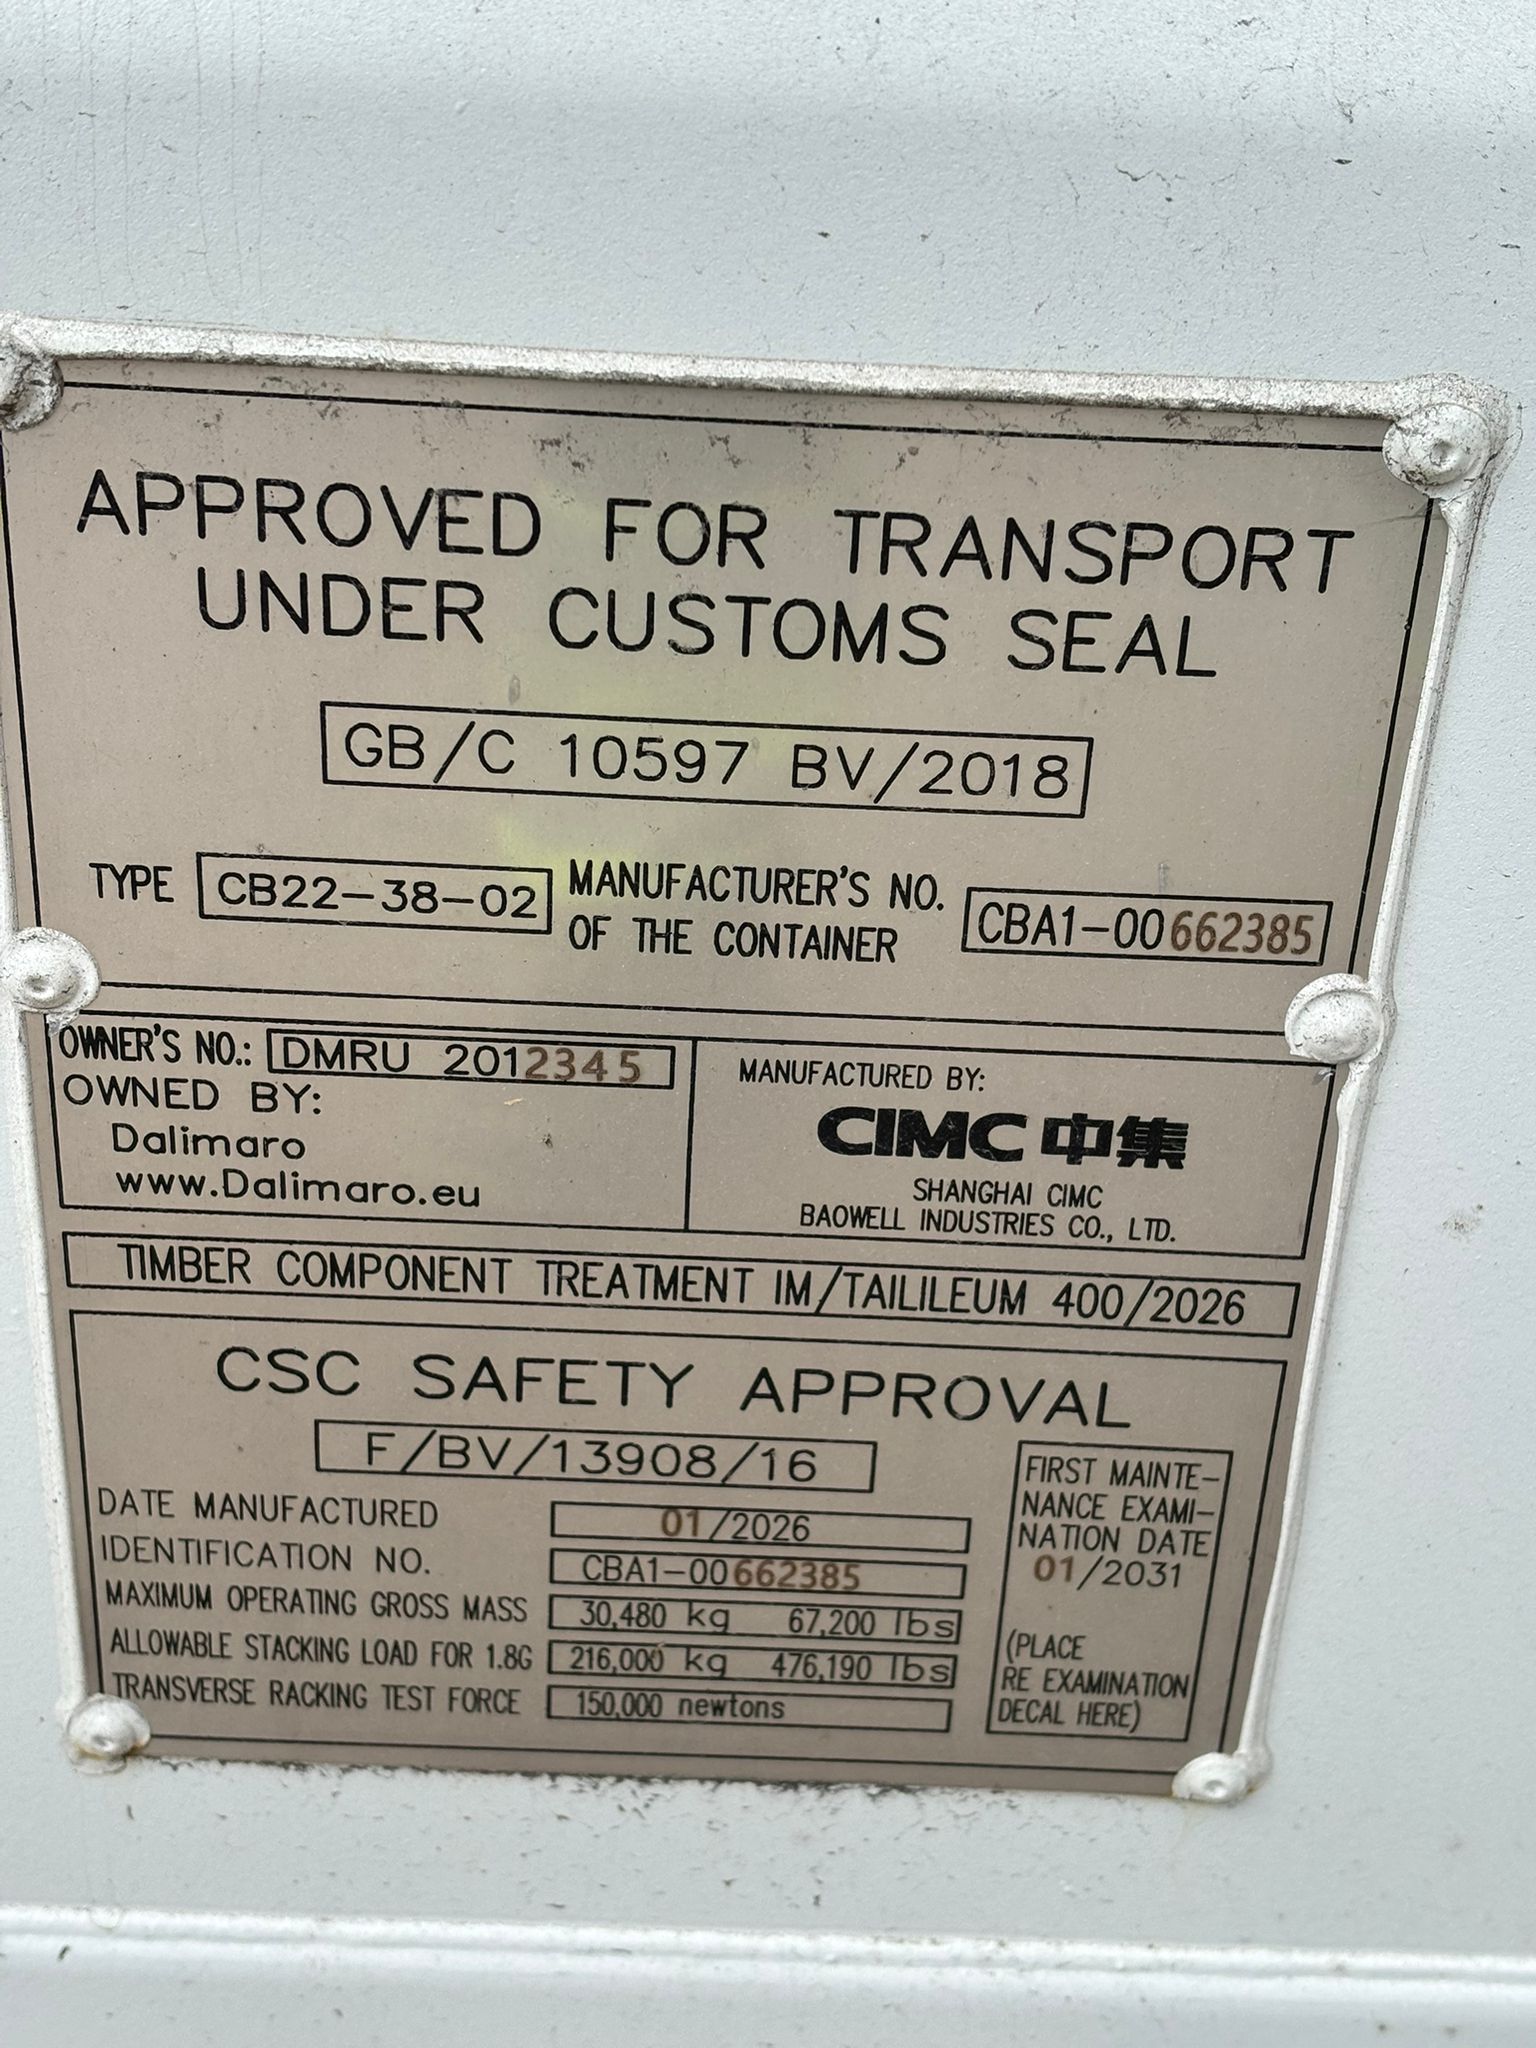 APPROVED FOR TRANSPORT
UNDER CUSTOMS SEAL
GB/C 10597 BV/2018
TYPE CB22-38-02 MANUFACTURER'S NO.
OF THE CONTAINER CBA1-00662385
OWNER'S NO.: DMRU 2012345
OWNED BY:
Dalimaro
www.Dalimaro.eu
MANUFACTURED BY:
CIMC 中集
SHANGHAI CIMC
BAOWELL INDUSTRIES CO., LTD.
TIMBER COMPONENT TREATMENT IM/TAILILEUM 400/2026
CSC SAFETY APPROVAL
F/BV/13908/16
DATE MANUFACTURED 01/2026
IDENTIFICATION NO. CBA1-00662385
MAXIMUM OPERATING GROSS MASS 30,480 kg 67,200 lbs
ALLOWABLE STACKING LOAD FOR 1.8G 216,000 kg 476,190 lbs
TRANSVERSE RACKING TEST FORCE 150,000 newtons
FIRST MAINTE-
NANCE EXAMI-
NATION DATE
01/2031
(PLACE
RE EXAMINATION
DECAL HERE)